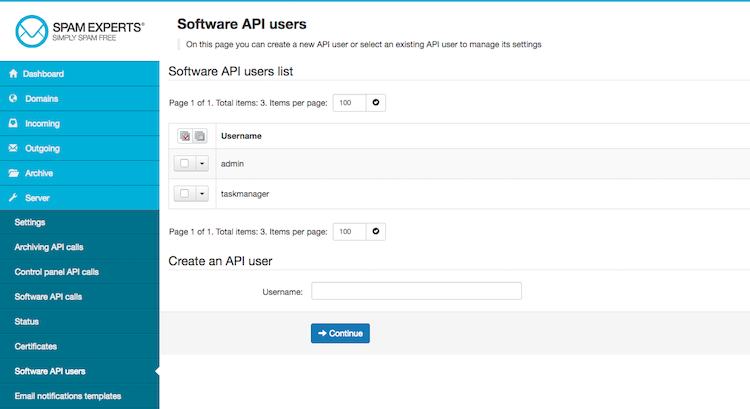 SPAM EXPERTS®
SIMPLY SPAM FREE
Dashboard
Domains
Incoming
Outgoing
Archive
Server
Settings
Archiving API calls
Control panel API calls
Software API calls
Status
Certificates
Software API users
Email notifications templates
Software API users
On this page you can create a new API user or select an existing API user to manage its settings
Software API users list
Page 1 of 1. Total items: 3. Items per page: 100
Username
admin
taskmanager
Page 1 of 1. Total items: 3. Items per page: 100
Create an API user
Username:
Continue